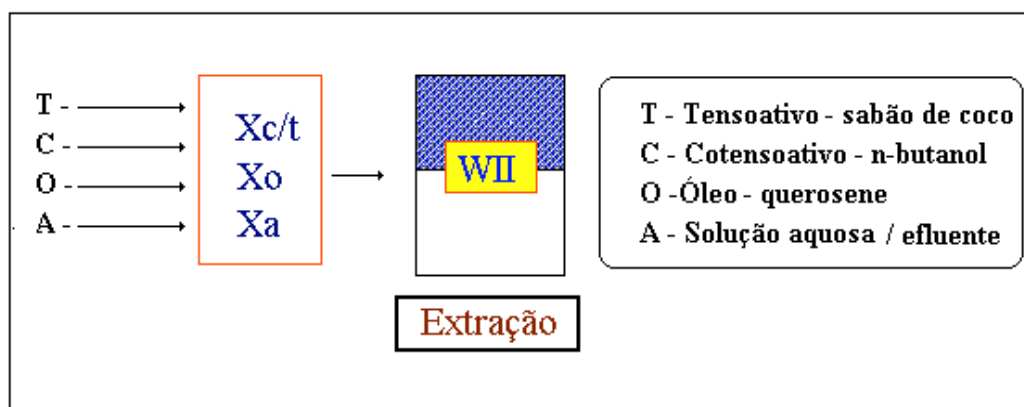 T -
C -
O -
A -
Xc/t
Xo
Xa
WII
Extração
T - Tensoativo - sabão de coco
C - Cotensoativo - n-butanol
O -Óleo - querosene
A - Solução aquosa / efluente